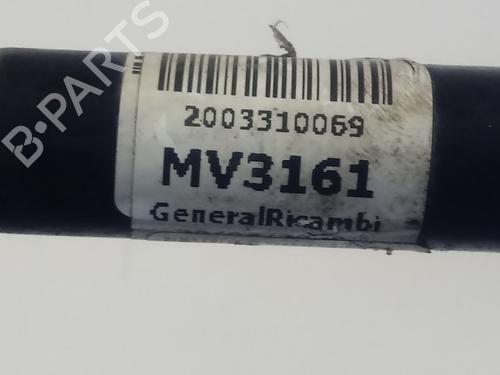 B-PARTS
2003310069
MV3161
GeneralRicambi